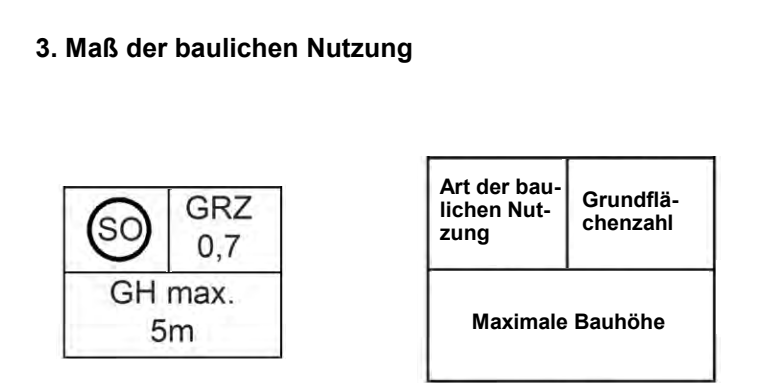 3. Maß der baulichen Nutzung
SO
GRZ
0,7
GH max.
5m
Art der bau-
lichen Nut-
zung
Grundflä-
chenzahl
Maximale Bauhöhe